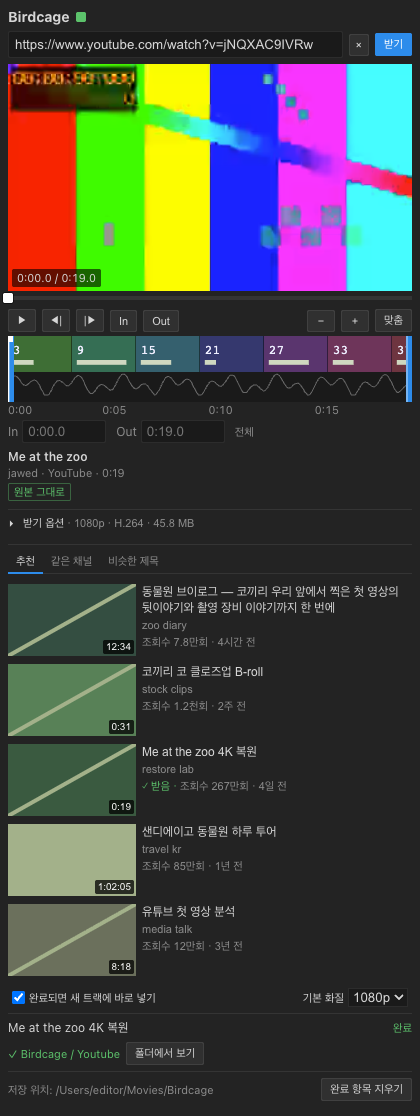 Birdcage
https://www.youtube.com/watch?v=jNQXAC9IVRw
×
받기
0:00.0 / 0:19.0
In
Out
−
+
맞춤
3
9
15
21
27
33
3
0:00
0:05
0:10
0:15
In 0:00.0 Out 0:19.0 전체
Me at the zoo
jawed · YouTube · 0:19
원본 그대로
받기 옵션 · 1080p · H.264 · 45.8 MB
추천 같은 채널 비슷한 제목
동물원 브이로그 — 코끼리 우리 앞에서 찍은 첫 영상의
뒷이야기와 촬영 장비 이야기까지 한 번에
zoo diary
조회수 7.8만회 · 4시간 전
12:34
코끼리 코 클로즈업 B-roll
stock clips
조회수 1.2천회 · 2주 전
0:31
Me at the zoo 4K 복원
restore lab
✓ 받음 · 조회수 267만회 · 4일 전
0:19
샌디에이고 동물원 하루 투어
travel kr
조회수 85만회 · 1년 전
1:02:05
유튜브 첫 영상 분석
media talk
조회수 12만회 · 3년 전
8:18
완료되면 새 트랙에 바로 넣기
기본 화질 1080p
Me at the zoo 4K 복원
완료
✓ Birdcage / Youtube
폴더에서 보기
저장 위치: /Users/editor/Movies/Birdcage
완료 항목 지우기